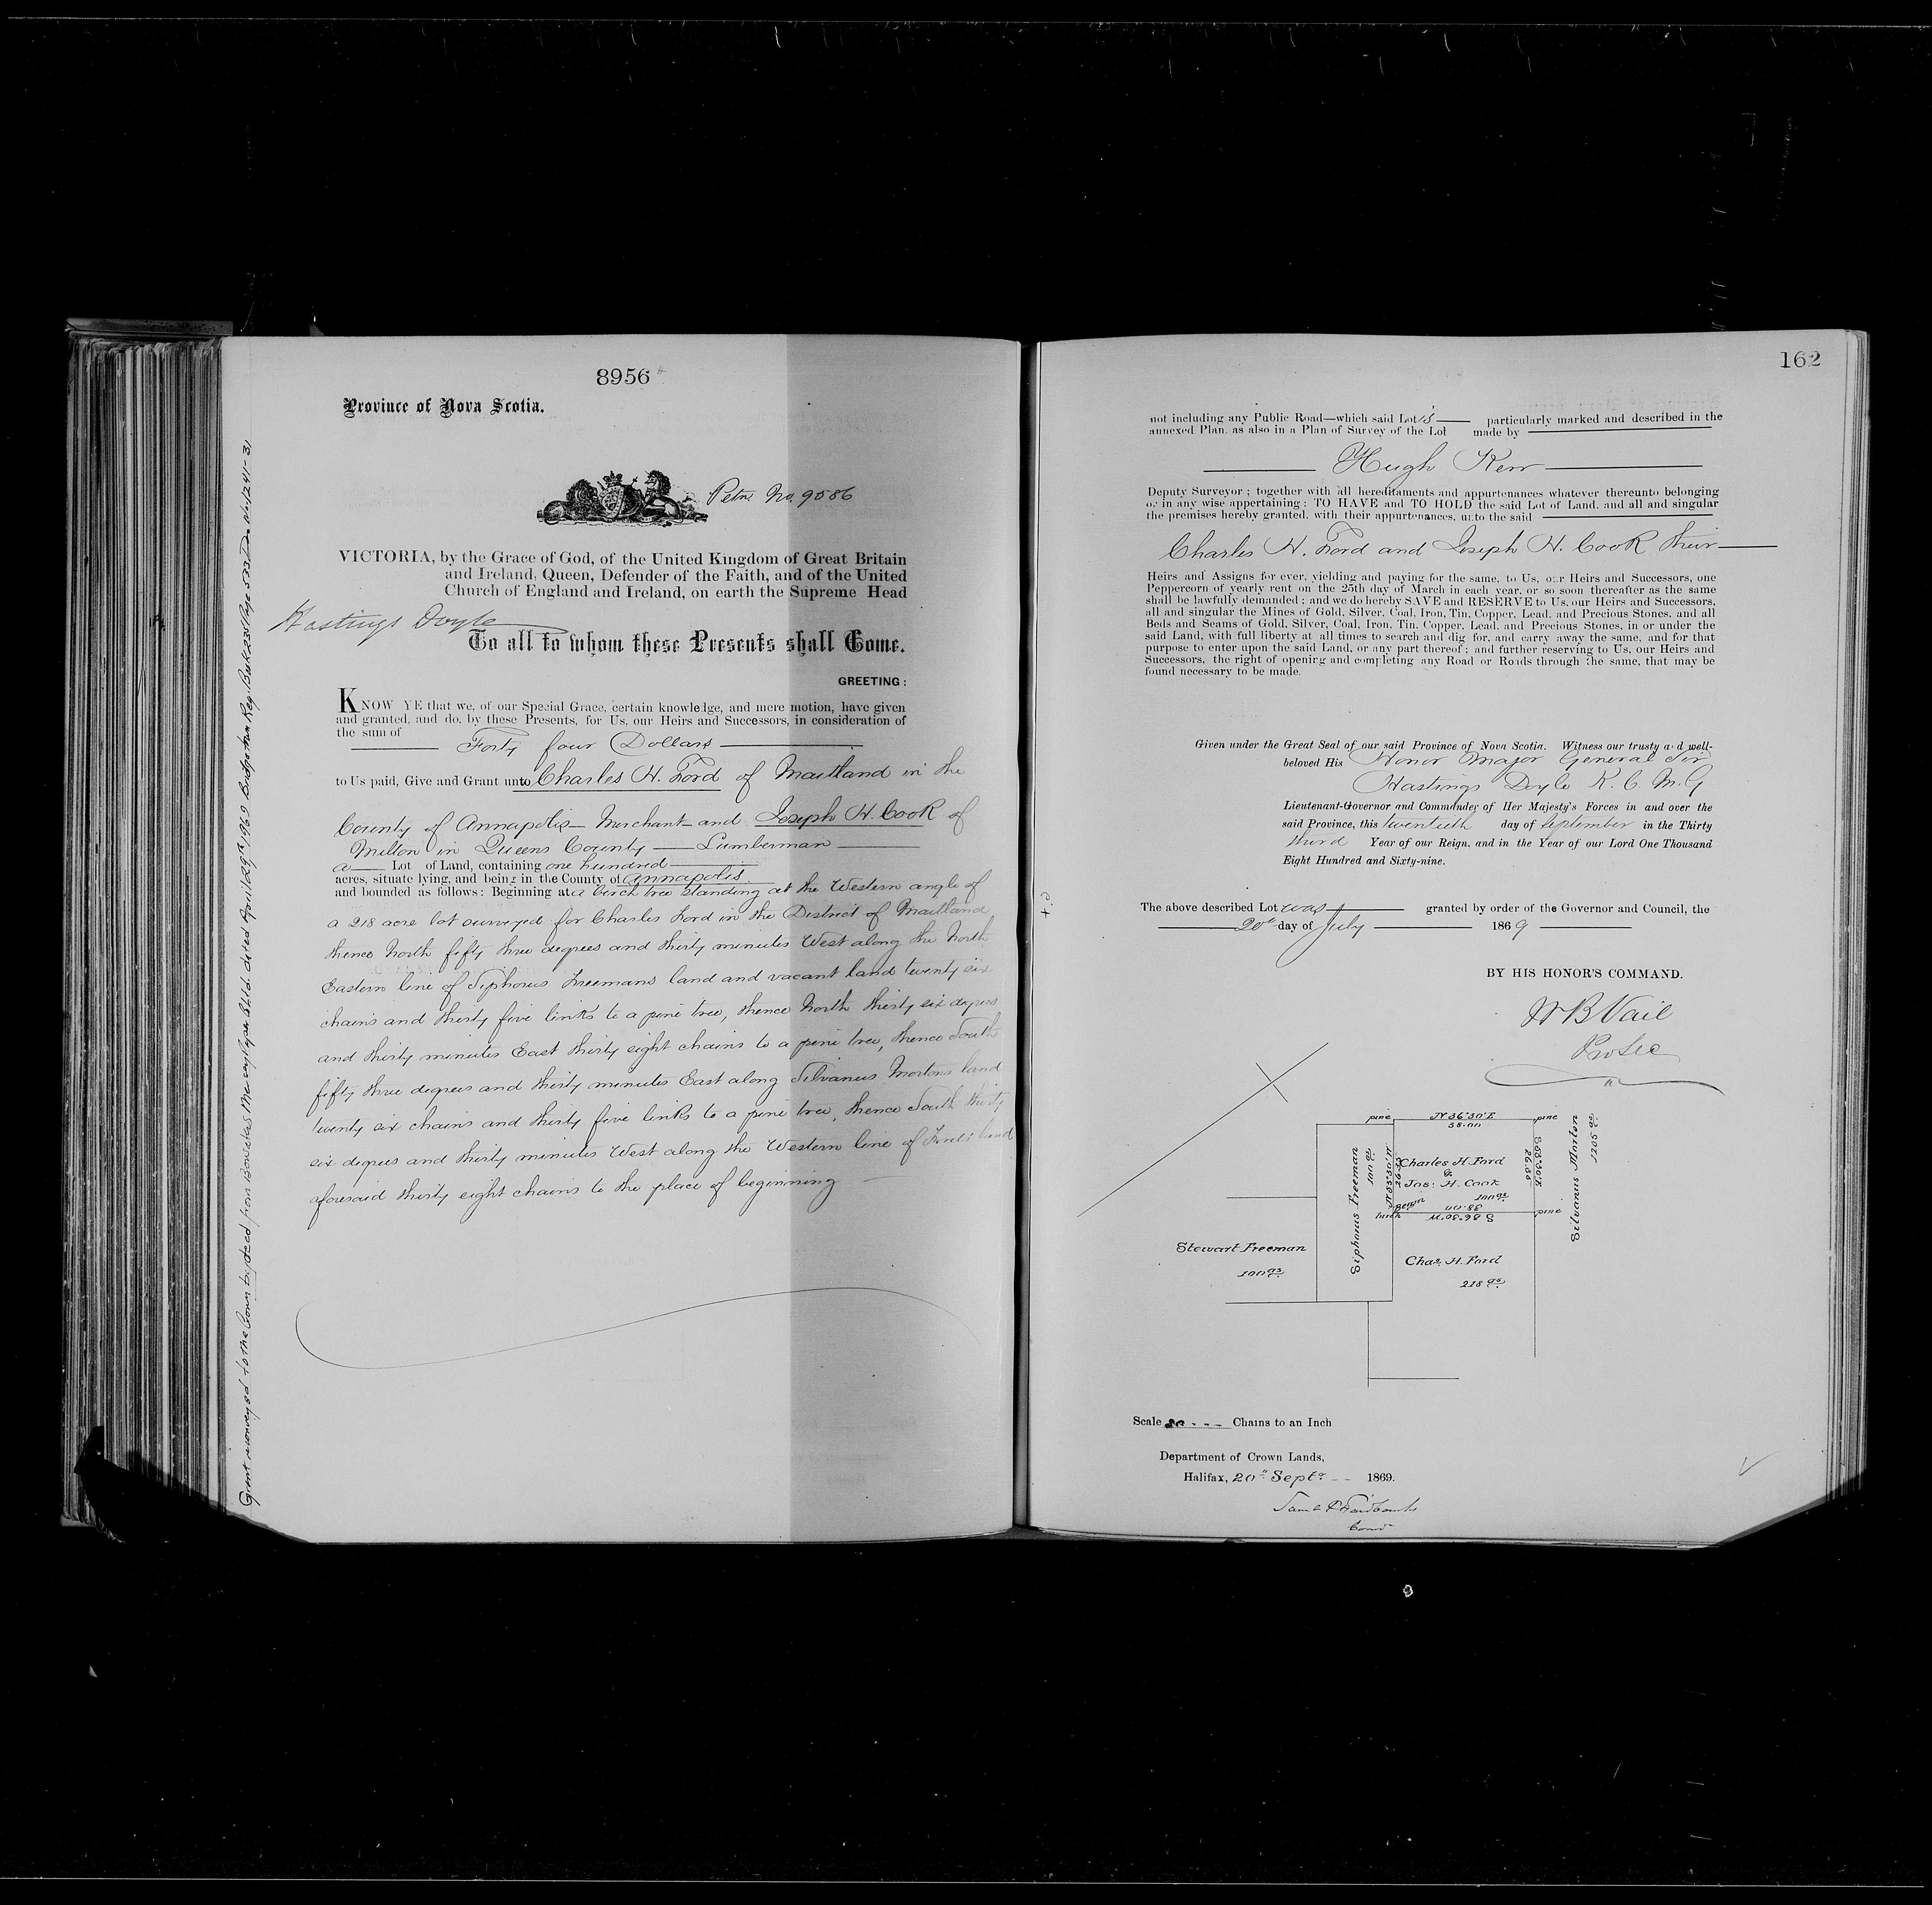 8956
Province of Nova Scotia.
Petn. No. 9586
VICTORIA, by the Grace of God, of the United Kingdom of Great Britain
and Ireland, Queen, Defender of the Faith, and of the United
Church of England and Ireland, on earth the Supreme Head
Hastings Doyle
To all to whom these Presents shall Come.
GREETING:
KNOW YE that we, of our Special Grace, certain knowledge, and mere motion, have given
and granted, and do, by these Presents, for Us, our Heirs and Successors, in consideration of
the sum of
Forty four Dollars
to Us paid, Give and Grant unto Charles H. Ford of Maitland in the
County of Annapolis Merchant and Joseph H. Cook of
Milton in Queens County Lumberman
a Lot of Land, containing one hundred
acres, situate lying, and being in the County of Annapolis
and bounded as follows: Beginning at a birch tree standing at the Western angle of
a 218 acre lot surveyed for Charles Ford in the District of Maitland
thence North fifty three degrees and thirty minutes West along the North
Eastern line of Siphorus Freemans land and vacant land twenty six
chains and thirty five links to a pine tree, thence North thirty six degrees
and thirty minutes East thirty eight chains to a pine tree, thence South
fifty three degrees and thirty minutes East along Silvanus Mortons land
twenty six chains and thirty five links to a pine tree, thence South thirty
six degrees and thirty minutes West along the Western line of Fords land
aforesaid thirty eight chains to the place of beginning
Grant reconveyed to the Crown by deed from Bowater Mersey Paper Co Ltd. dated April 29th, 1969 Bridgetown Reg. Book 235 Page 533
162
not including any Public Road—which said Lot is particularly marked and described in the
annexed Plan, as also in a Plan of Survey of the Lot made by
Hugh Kerr
Deputy Surveyor; together with all hereditaments and appurtenances whatever thereunto belonging
or in any wise appertaining: TO HAVE and TO HOLD the said Lot of Land, and all and singular
the premises hereby granted, with their appurtenances, unto the said
Charles H. Ford and Joseph H. Cook their
Heirs and Assigns for ever, yielding and paying for the same, to Us, our Heirs and Successors, one
Peppercorn of yearly rent on the 25th day of March in each year, or so soon thereafter as the same
shall be lawfully demanded; and we do hereby SAVE and RESERVE to Us, our Heirs and Successors,
all and singular the Mines of Gold, Silver, Coal, Iron, Tin, Copper, Lead, and Precious Stones, and all
Beds and Seams of Gold, Silver, Coal, Iron, Tin, Copper, Lead, and Precious Stones, in or under the
said Land, with full liberty at all times to search and dig for, and carry away the same, and for that
purpose to enter upon the said Land, or any part thereof; and further reserving to Us, our Heirs and
Successors, the right of opening and completing any Road or Roads through the same, that may be
found necessary to be made.
Given under the Great Seal of our said Province of Nova Scotia. Witness our trusty and well-
beloved His Honor Major General Sir
Hastings Doyle K. C. M. G
Lieutenant-Governor and Commander of Her Majesty's Forces in and over the
said Province, this twentieth day of September in the Thirty
third Year of our Reign, and in the Year of our Lord One Thousand
Eight Hundred and Sixty-nine.
The above described Lot was granted by order of the Governor and Council, the
20th day of July 1869
BY HIS HONOR'S COMMAND.
W B Vail
Pro Sec
pine
N 36°30' E
38.00
pine
Siphorus Freeman
100 as
N 53°30' W
26.35
Charles H. Ford
&
Jos: H. Cook
100 as
S 53°30' E
26.35
Silvanus Morton
1205 as
birch
Begin
38.00
S 36°30' W
pine
Stewart Freeman
100 as
Chas. H. Ford
218 as
Scale 20 Chains to an Inch
Department of Crown Lands,
Halifax, 20" Septr. 1869.
Saml P Fairbanks
Comr